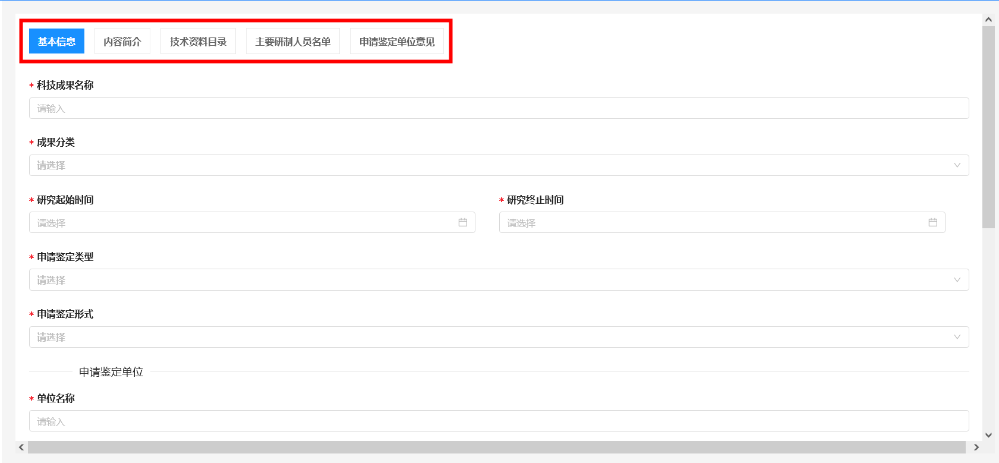 基本信息 内容简介 技术资料目录 主要研制人员名单 申请鉴定单位意见
* 科技成果名称
请输入
* 成果分类
请选择
* 研究起始时间 * 研究终止时间
请选择 请选择
* 申请鉴定类型
请选择
* 申请鉴定形式
请选择
申请鉴定单位
* 单位名称
请输入